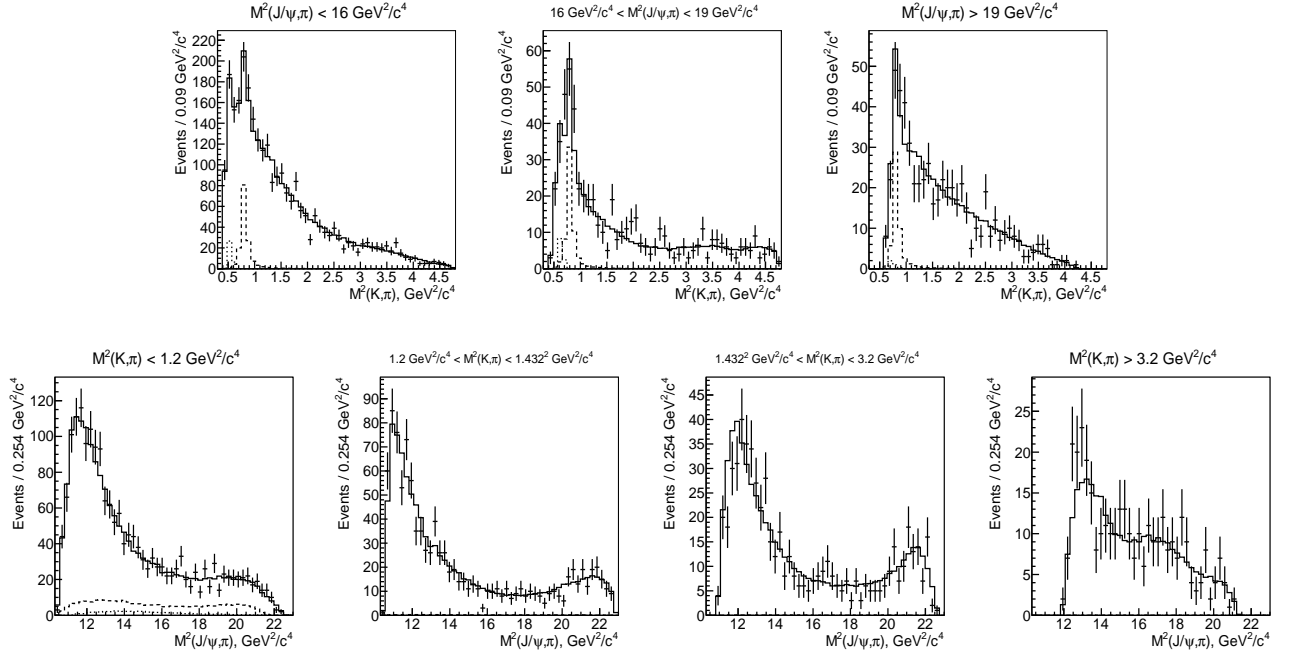 M²(J/ψ,π) < 16 GeV²/c⁴
16 GeV²/c⁴ < M²(J/ψ,π) < 19 GeV²/c⁴
M²(J/ψ,π) > 19 GeV²/c⁴
Events / 0.09 GeV²/c⁴
0 20 40 60 80 100 120 140 160 180 200 220
0.5 1 1.5 2 2.5 3 3.5 4 4.5
M²(K,π), GeV²/c⁴
Events / 0.09 GeV²/c⁴
0 10 20 30 40 50 60
0.5 1 1.5 2 2.5 3 3.5 4 4.5
M²(K,π), GeV²/c⁴
Events / 0.09 GeV²/c⁴
0 10 20 30 40 50
0.5 1 1.5 2 2.5 3 3.5 4 4.5
M²(K,π), GeV²/c⁴
M²(K,π) < 1.2 GeV²/c⁴
1.2 GeV²/c⁴ < M²(K,π) < 1.432² GeV²/c⁴
1.432² GeV²/c⁴ < M²(K,π) < 3.2 GeV²/c⁴
M²(K,π) > 3.2 GeV²/c⁴
Events / 0.254 GeV²/c⁴
0 20 40 60 80 100 120
12 14 16 18 20 22
M²(J/ψ,π), GeV²/c⁴
Events / 0.254 GeV²/c⁴
0 10 20 30 40 50 60 70 80 90
12 14 16 18 20 22
M²(J/ψ,π), GeV²/c⁴
Events / 0.254 GeV²/c⁴
0 5 10 15 20 25 30 35 40 45
12 14 16 18 20 22
M²(J/ψ,π), GeV²/c⁴
Events / 0.254 GeV²/c⁴
0 5 10 15 20 25
12 14 16 18 20 22
M²(J/ψ,π), GeV²/c⁴